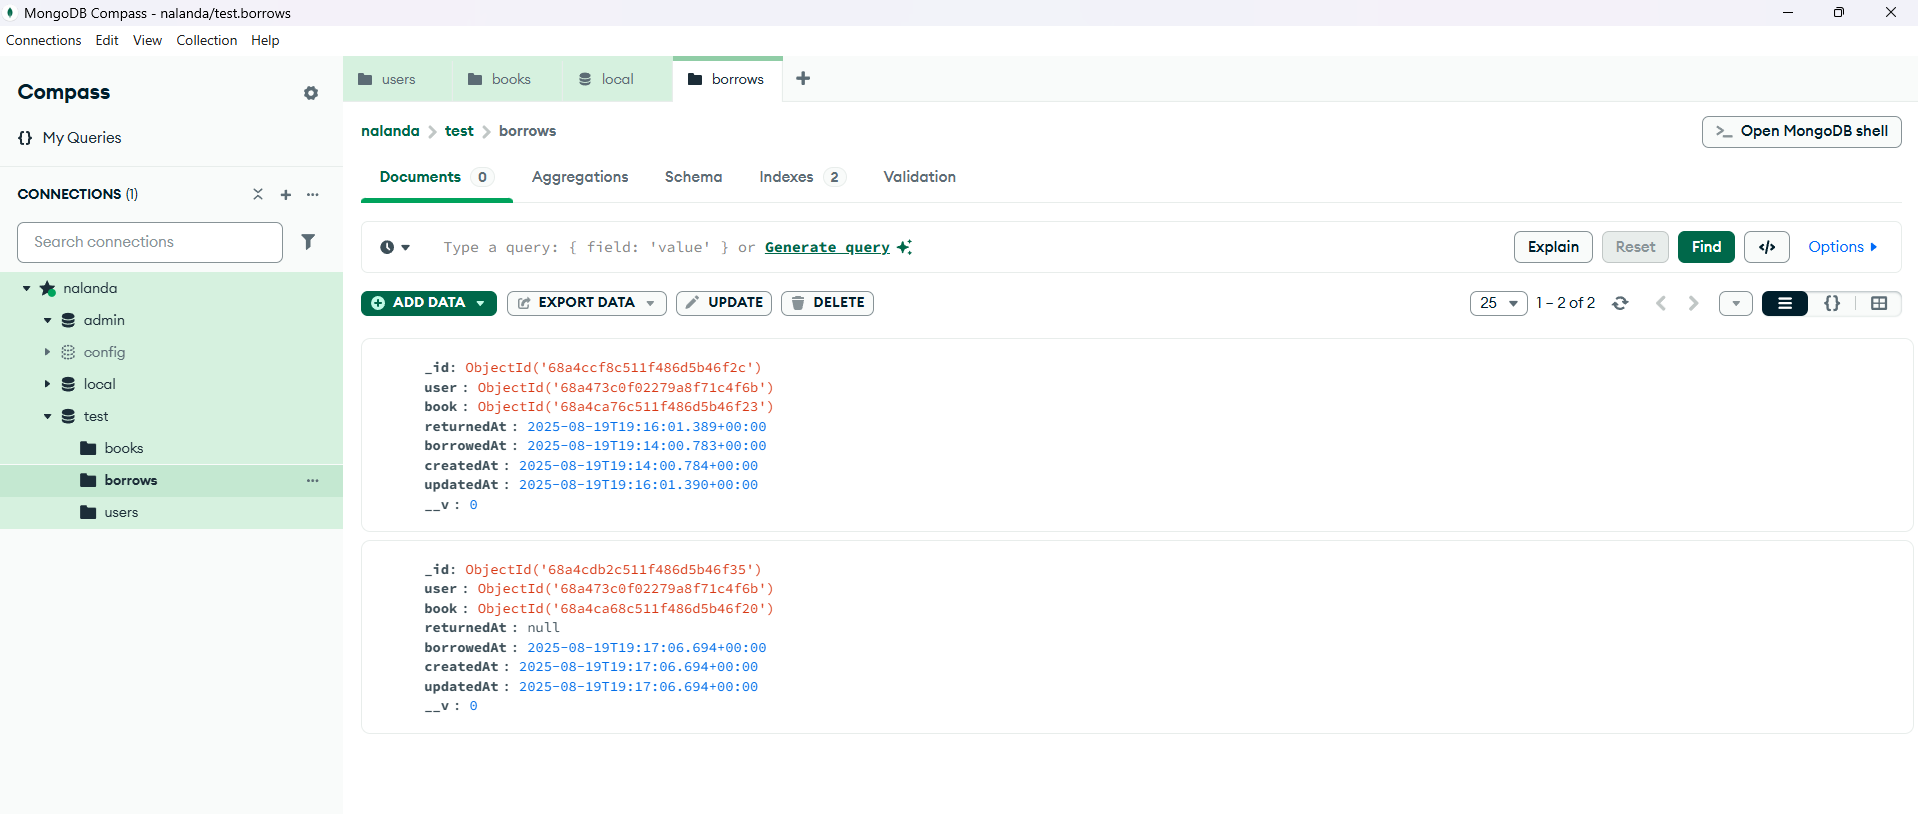 MongoDB Compass - nalanda/test.borrows
Connections Edit View Collection Help
Compass
{} My Queries
CONNECTIONS (1)
Search connections
nalanda
admin
config
local
test
books
borrows
users
users books local borrows
nalanda > test > borrows
>_ Open MongoDB shell
Documents 0 Aggregations Schema Indexes 2 Validation
Type a query: { field: 'value' } or Generate query
Explain Reset Find </> Options
ADD DATA EXPORT DATA UPDATE DELETE
25 1 – 2 of 2 {}
_id: ObjectId('68a4ccf8c511f486d5b46f2c')
user : ObjectId('68a473c0f02279a8f71c4f6b')
book : ObjectId('68a4ca76c511f486d5b46f23')
returnedAt : 2025-08-19T19:16:01.389+00:00
borrowedAt : 2025-08-19T19:14:00.783+00:00
createdAt : 2025-08-19T19:14:00.784+00:00
updatedAt : 2025-08-19T19:16:01.390+00:00
__v : 0
_id: ObjectId('68a4cdb2c511f486d5b46f35')
user : ObjectId('68a473c0f02279a8f71c4f6b')
book : ObjectId('68a4ca68c511f486d5b46f20')
returnedAt : null
borrowedAt : 2025-08-19T19:17:06.694+00:00
createdAt : 2025-08-19T19:17:06.694+00:00
updatedAt : 2025-08-19T19:17:06.694+00:00
__v : 0